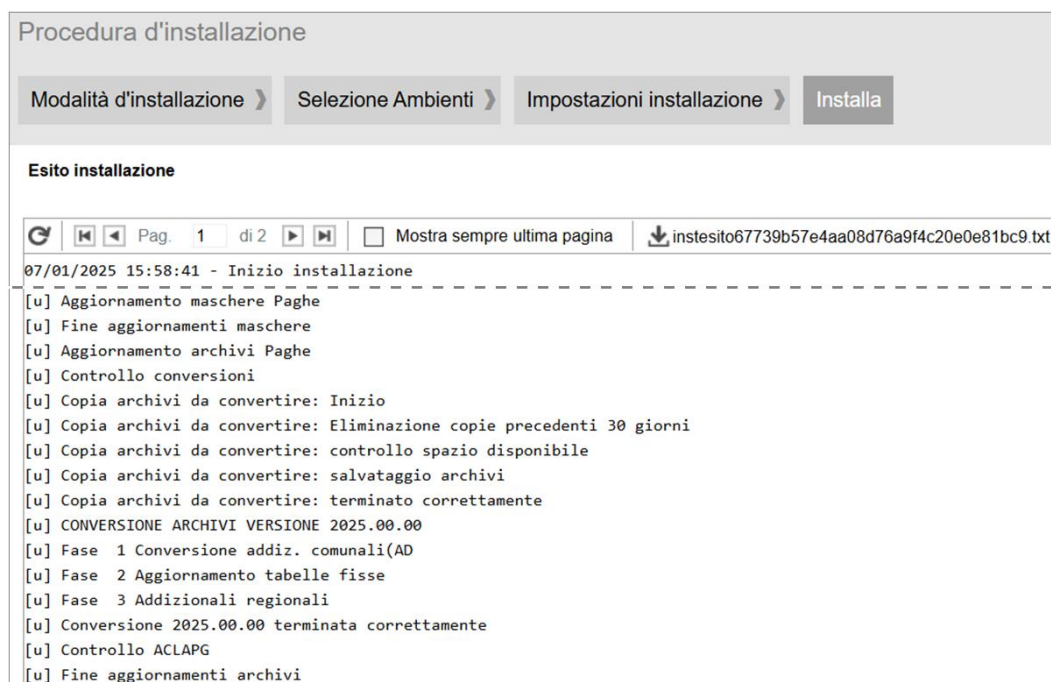 Procedura d'installazione
Modalità d'installazione ❯ Selezione Ambienti ❯ Impostazioni installazione ❯ Installa
Esito installazione
Pag. 1 di 2 Mostra sempre ultima pagina instesito67739b57e4aa08d76a9f4c20e0e81bc9.txt
07/01/2025 15:58:41 - Inizio installazione
[u] Aggiornamento maschere Paghe
[u] Fine aggiornamenti maschere
[u] Aggiornamento archivi Paghe
[u] Controllo conversioni
[u] Copia archivi da convertire: Inizio
[u] Copia archivi da convertire: Eliminazione copie precedenti 30 giorni
[u] Copia archivi da convertire: controllo spazio disponibile
[u] Copia archivi da convertire: salvataggio archivi
[u] Copia archivi da convertire: terminato correttamente
[u] CONVERSIONE ARCHIVI VERSIONE 2025.00.00
[u] Fase  1 Conversione addiz. comunali(AD
[u] Fase  2 Aggiornamento tabelle fisse
[u] Fase  3 Addizionali regionali
[u] Conversione 2025.00.00 terminata correttamente
[u] Controllo ACLAPG
[u] Fine aggiornamenti archivi